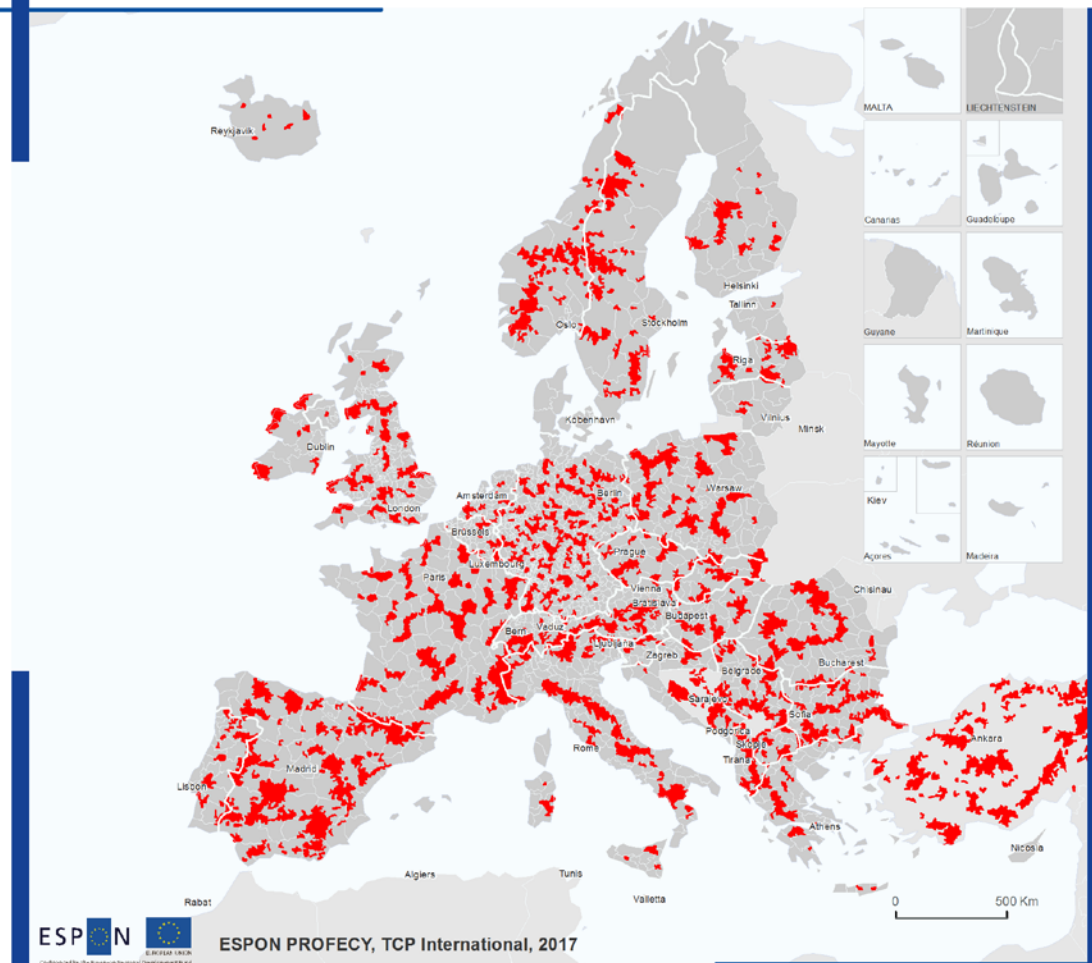 MALTA
LIECHTENSTEIN
Reykjavik
Canarias
Guadeloupe
Helsinki
Tallinn
Guyane
Martinique
Oslo
Stockholm
Riga
København
Vilnius
Minsk
Mayotte
Réunion
Dublin
Amsterdam
Berlin
Warsaw
London
Kiev
Brüssels
Prague
Açores
Madeira
Luxembourg
Paris
Vienna
Chisinau
Bratislava
Budapest
Bern
Vaduz
Ljubljana
Zagreb
Belgrade
Bucharest
Sarajevo
Sofia
Podgorica
Skopje
Ankara
Rome
Tirana
Madrid
Lisbon
Athens
Nicosia
Algiers
Tunis
Rabat
Valletta
0 500 Km
ESPON
EUROPEAN UNION
ESPON PROFECY, TCP International, 2017